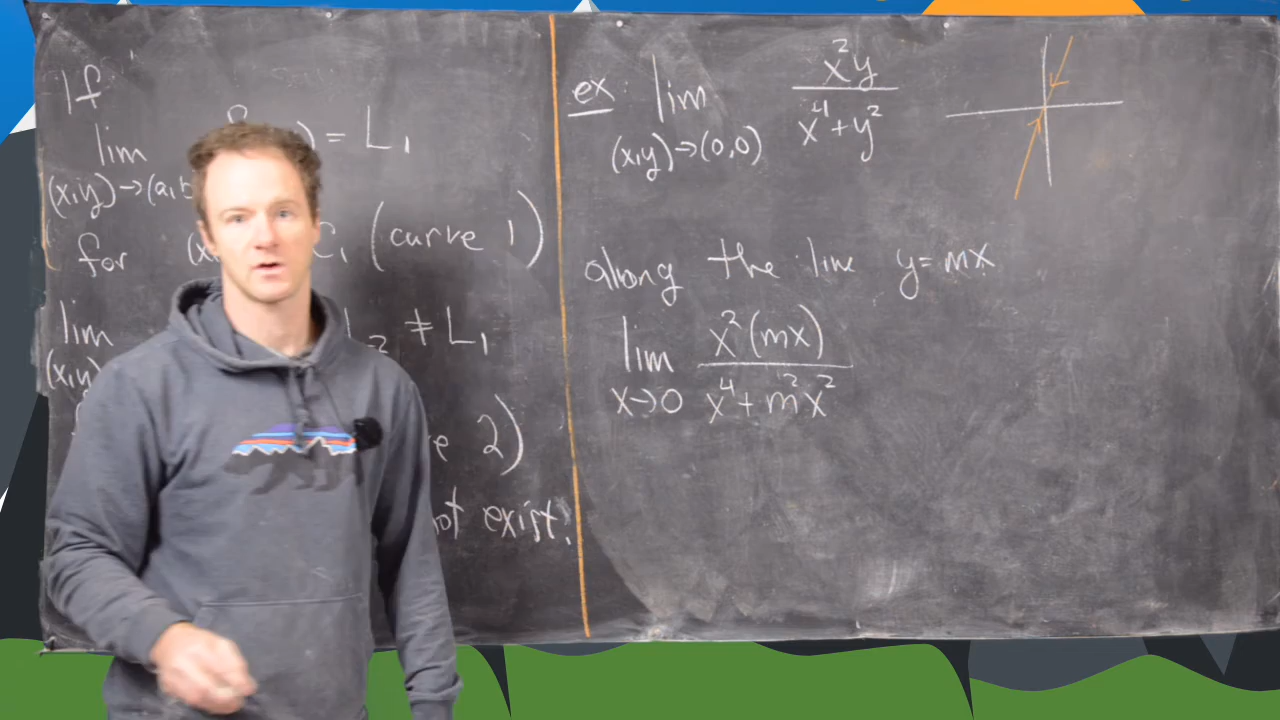 If
lim ) = L₁
(x,y)→(a,b
for (x C₁ (curve 1)
lim L₂ ≠ L₁
(x,y)
e 2)
ot exist!
ex: lim x²y / x⁴+y²
(x,y)→(0,0)
along the line y=mx
lim x²(mx) / x⁴+m²x²
x→0